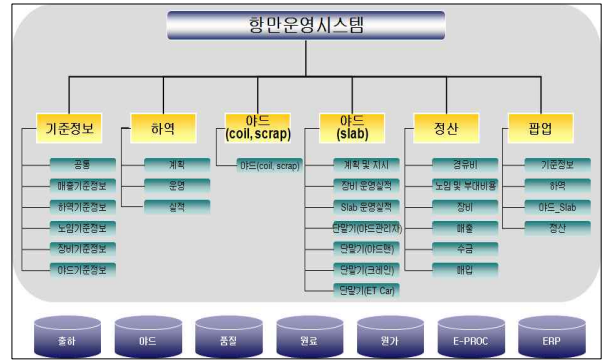 항만운영시스템
기준정보
공통
매출기준정보
하역기준정보
노임기준정보
장비기준정보
야드기준정보
하역
계획
운영
실적
야드
(coil,scrap)
야드(coil, scrap)
야드
(slab)
계획 및 지시
장비 운영실적
Slab 운영실적
단말기(야드관리자)
단말기(야드맨)
단말기(크레인)
단말기(ET Car)
정산
경유비
노임 및 부대비용
장비
매출
수금
매입
팝업
기준정보
하역
야드_Slab
정산
출하
야드
품질
원료
원가
E-PROC
ERP